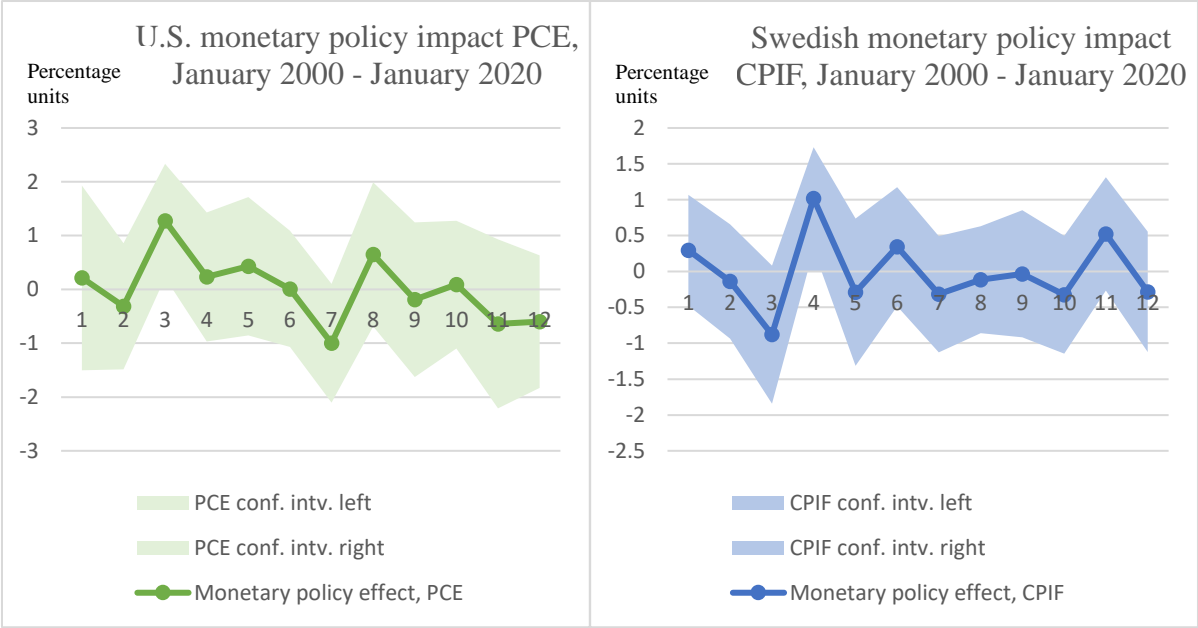 U.S. monetary policy impact PCE,
January 2000 - January 2020
Percentage
units
3
2
1
0
-1
-2
-3
1 2 3 4 5 6 7 8 9 10 11 12
PCE conf. intv. left
PCE conf. intv. right
Monetary policy effect, PCE
Swedish monetary policy impact
CPIF, January 2000 - January 2020
Percentage
units
2
1.5
1
0.5
0
-0.5
-1
-1.5
-2
-2.5
1 2 3 4 5 6 7 8 9 10 11 12
CPIF conf. intv. left
CPIF conf. intv. right
Monetary policy effect, CPIF